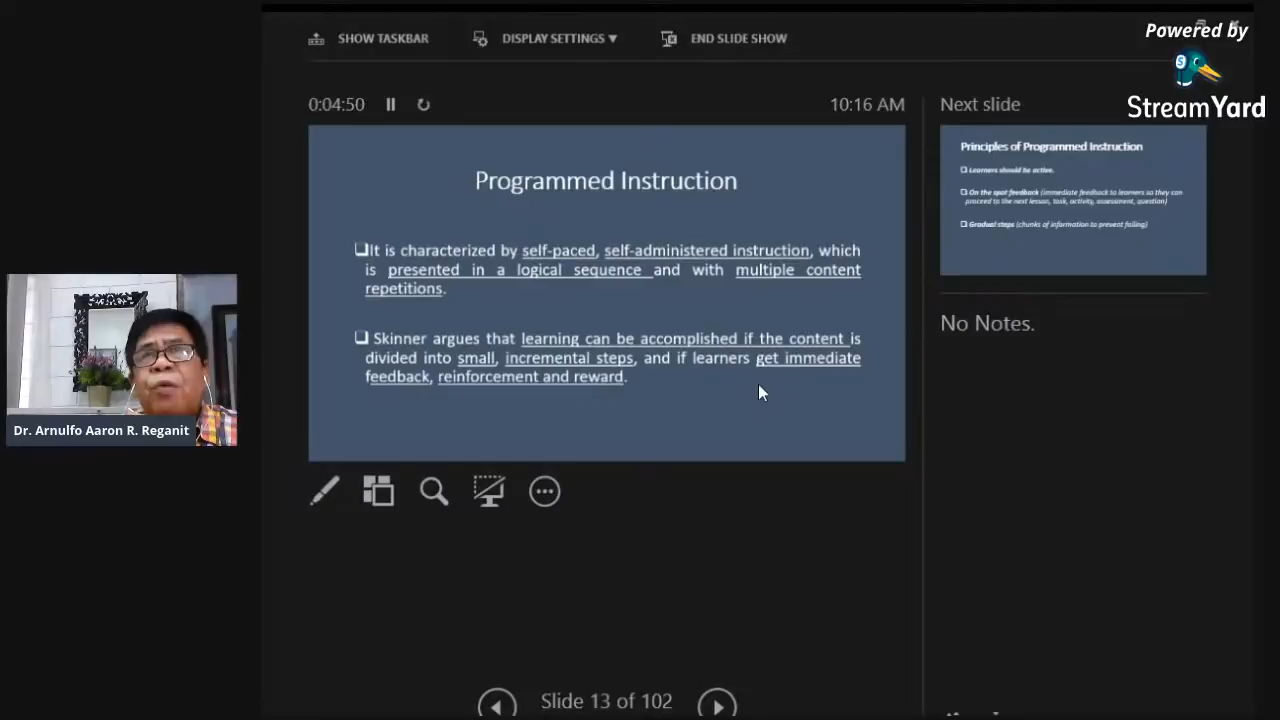 Powered by
StreamYard
SHOW TASKBAR
DISPLAY SETTINGS ▼
END SLIDE SHOW
0:04:50
10:16 AM
Programmed Instruction
❑It is characterized by self-paced, self-administered instruction, which
is presented in a logical sequence and with multiple content
repetitions.
❑ Skinner argues that learning can be accomplished if the content is
divided into small, incremental steps, and if learners get immediate
feedback, reinforcement and reward.
Next slide
Principles of Programmed Instruction
❑ Learners should be active.
❑ On the spot feedback (immediate feedback to learners so they can
proceed to the next lesson, task, activity, assessment, question)
❑ Gradual steps (chunks of information to prevent failing)
No Notes.
Dr. Arnulfo Aaron R. Reganit
Slide 13 of 102